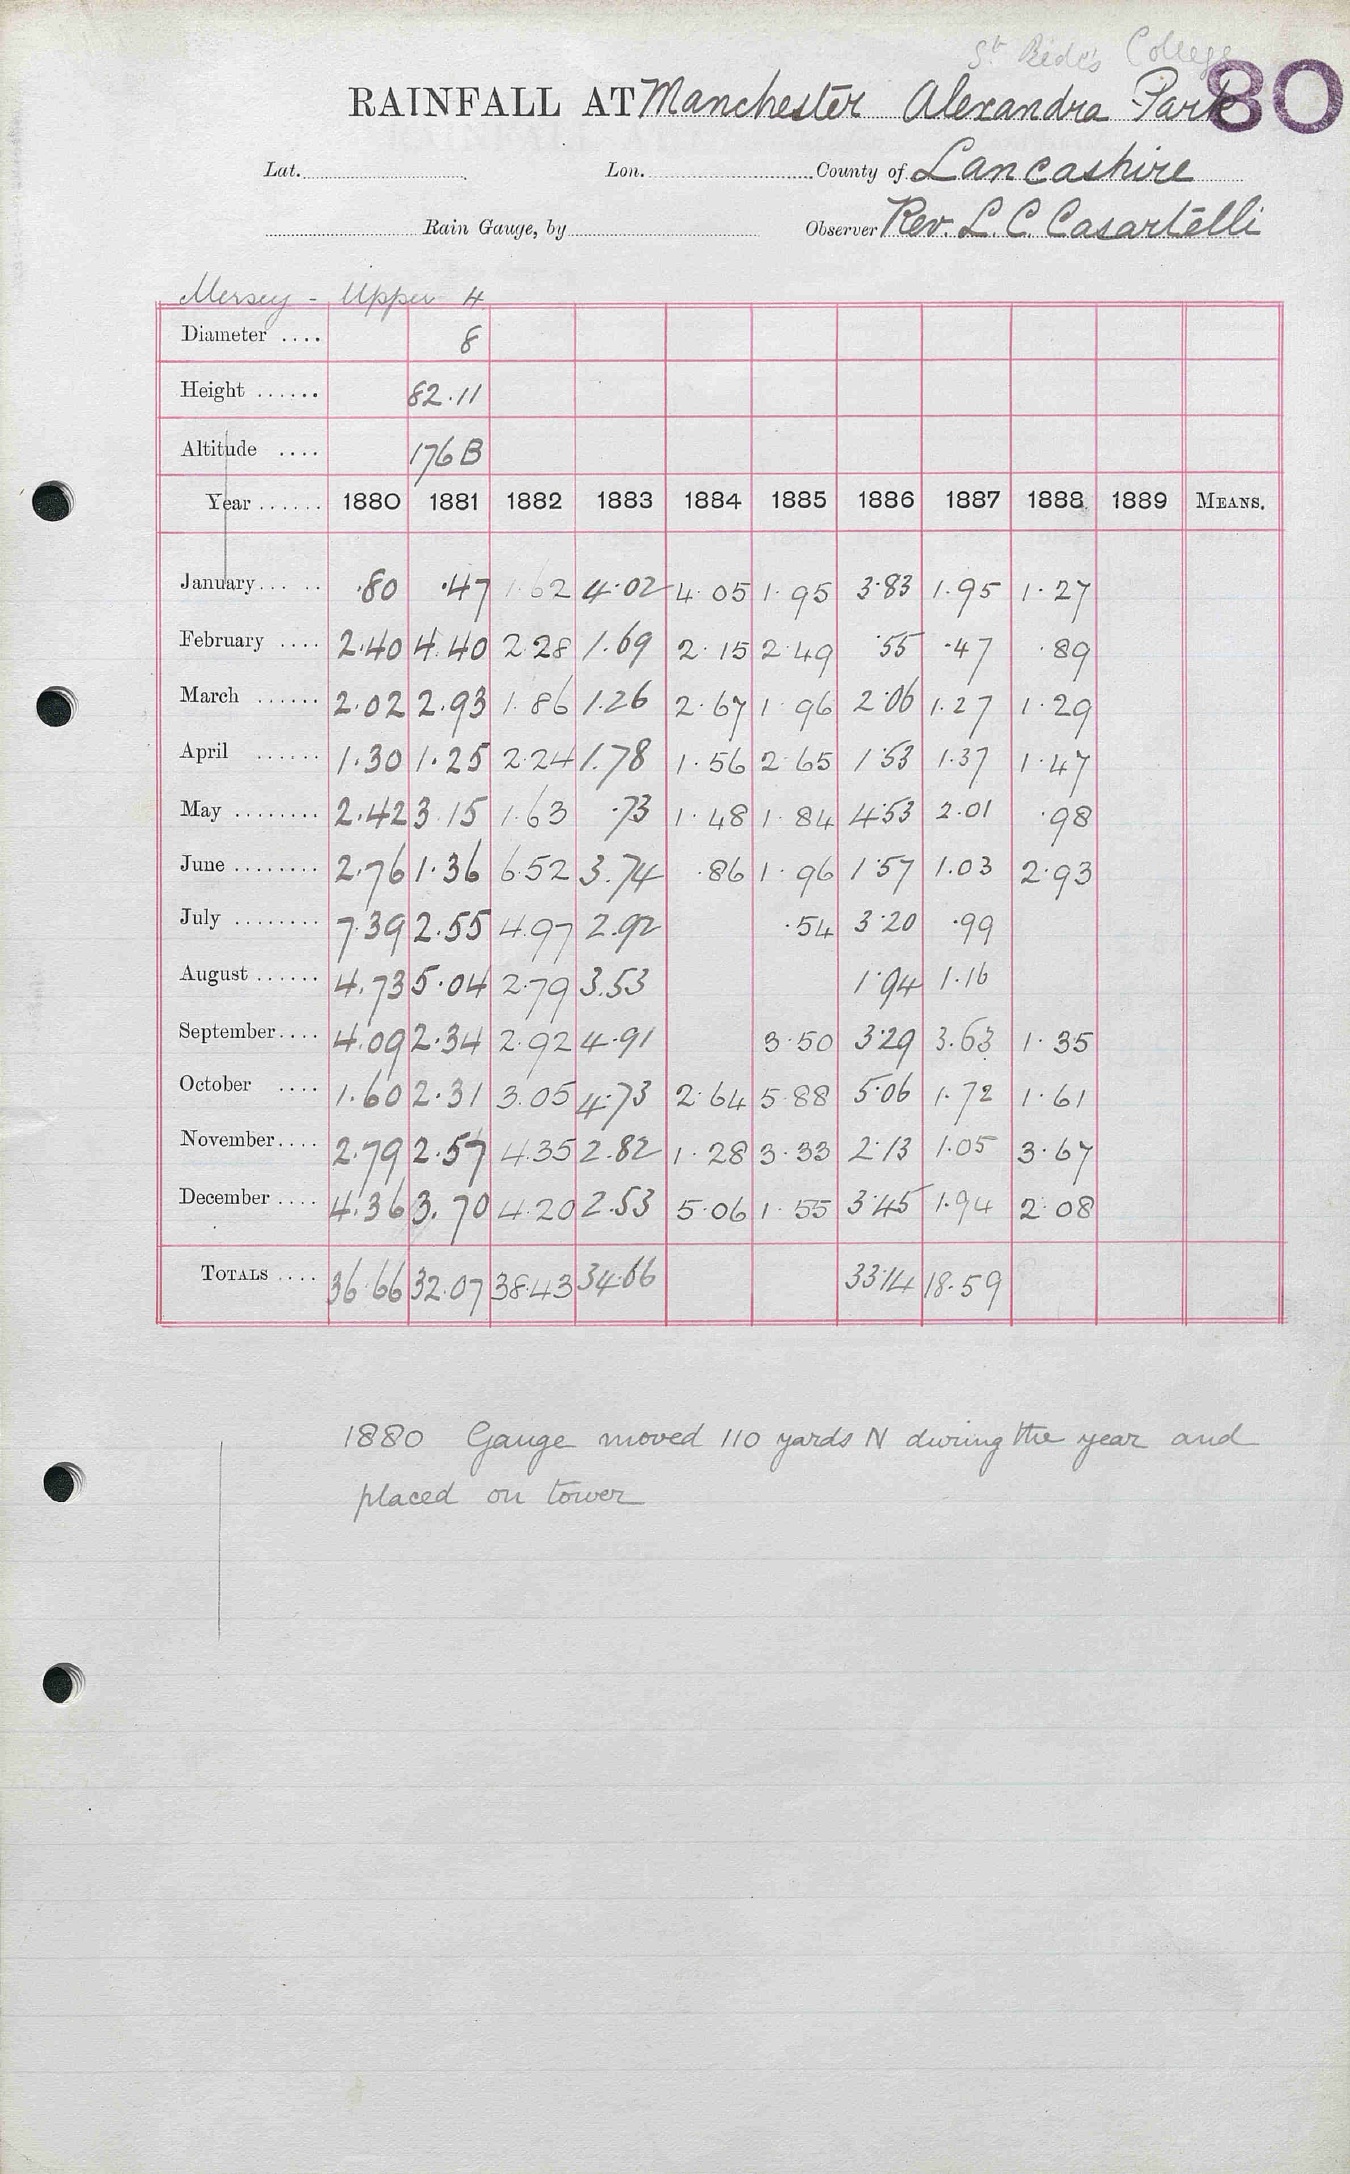 St Bede's College
80
RAINFALL AT Manchester Alexandra Park
Lat. Lon. County of Lancashire
Rain Gauge, by Observer Rev. L. C. Casartelli
Mersey - Upper 4
Diameter .... 8
Height ...... 82.11
Altitude .... 176 B
Year ...... 1880 1881 1882 1883 1884 1885 1886 1887 1888 1889 MEANS.
January... .. .80 .47 1.62 4.02 4.05 1.95 3.83 1.95 1.27
February .... 2.40 4.40 2.28 1.69 2.15 2.49 .55 .47 .89
March ...... 2.02 2.93 1.86 1.26 2.67 1.96 2.06 1.27 1.29
April ...... 1.30 1.25 2.24 1.78 1.56 2.65 1.53 1.37 1.47
May ........ 2.42 3.15 1.63 .73 1.48 1.84 4.53 2.01 .98
June ........ 2.76 1.36 6.52 3.74 .86 1.96 1.57 1.03 2.93
July ........ 7.39 2.55 4.97 2.92 .54 3.20 .99
August ...... 4.73 5.04 2.79 3.53 1.94 1.16
September.... 4.09 2.34 2.92 4.91 3.50 3.29 3.63 1.35
October .... 1.60 2.31 3.05 4.73 2.64 5.88 5.06 1.72 1.61
November.... 2.79 2.57 4.35 2.82 1.28 3.33 2.13 1.05 3.67
December .... 4.36 3.70 4.20 2.53 5.06 1.55 3.45 1.94 2.08
TOTALS .... 36.66 32.07 38.43 34.66 33.14 18.59
1880 Gauge moved 110 yards N during the year and
placed on tower